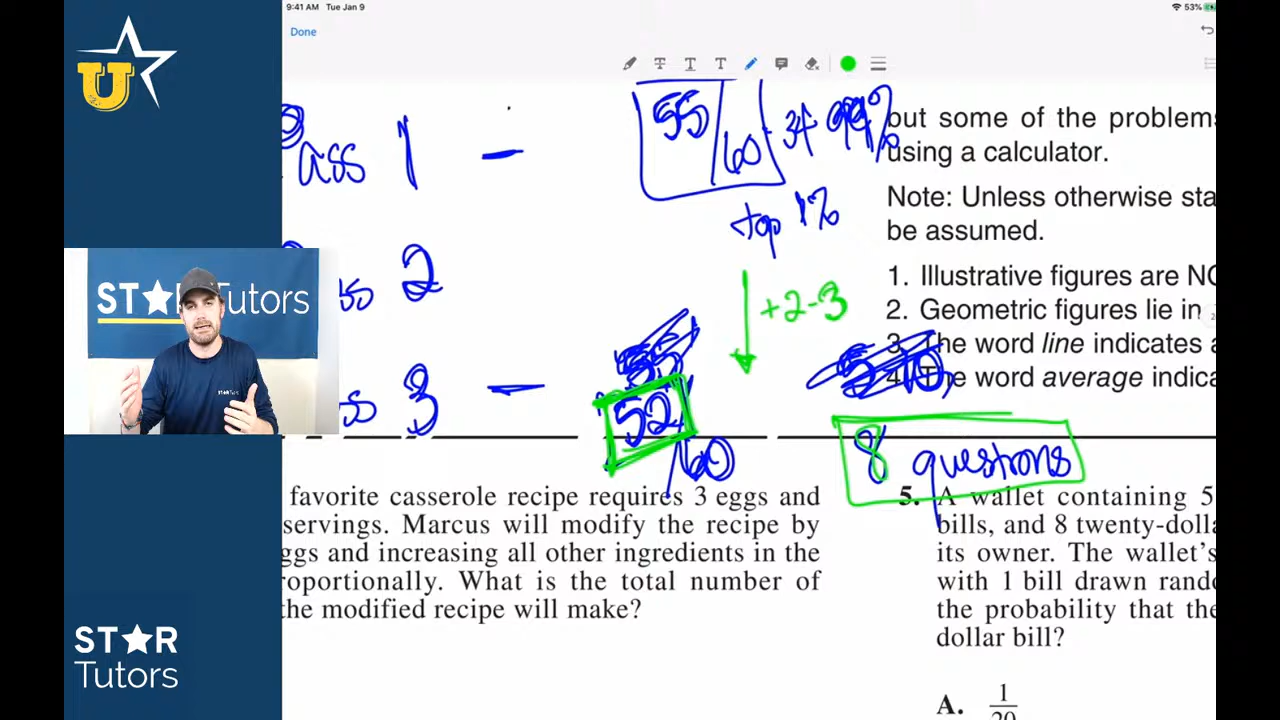 9:41 AM Tue Jan 9
53%
Done
U
ass 1 — 55/60 - 34 99%
top 1%
ss 2
+2-3
ss 3 — 52/60
8 questions
but some of the problems
using a calculator.
Note: Unless otherwise sta
be assumed.
1. Illustrative figures are NO
2. Geometric figures lie in
3. The word line indicates a
4. The word average indica
STAR Tutors
favorite casserole recipe requires 3 eggs and
servings. Marcus will modify the recipe by
ggs and increasing all other ingredients in the
roportionally. What is the total number of
the modified recipe will make?
5. A wallet containing 5
bills, and 8 twenty-dolla
its owner. The wallet's
with 1 bill drawn rand
the probability that the
dollar bill?
A. 1
20
STAR
Tutors